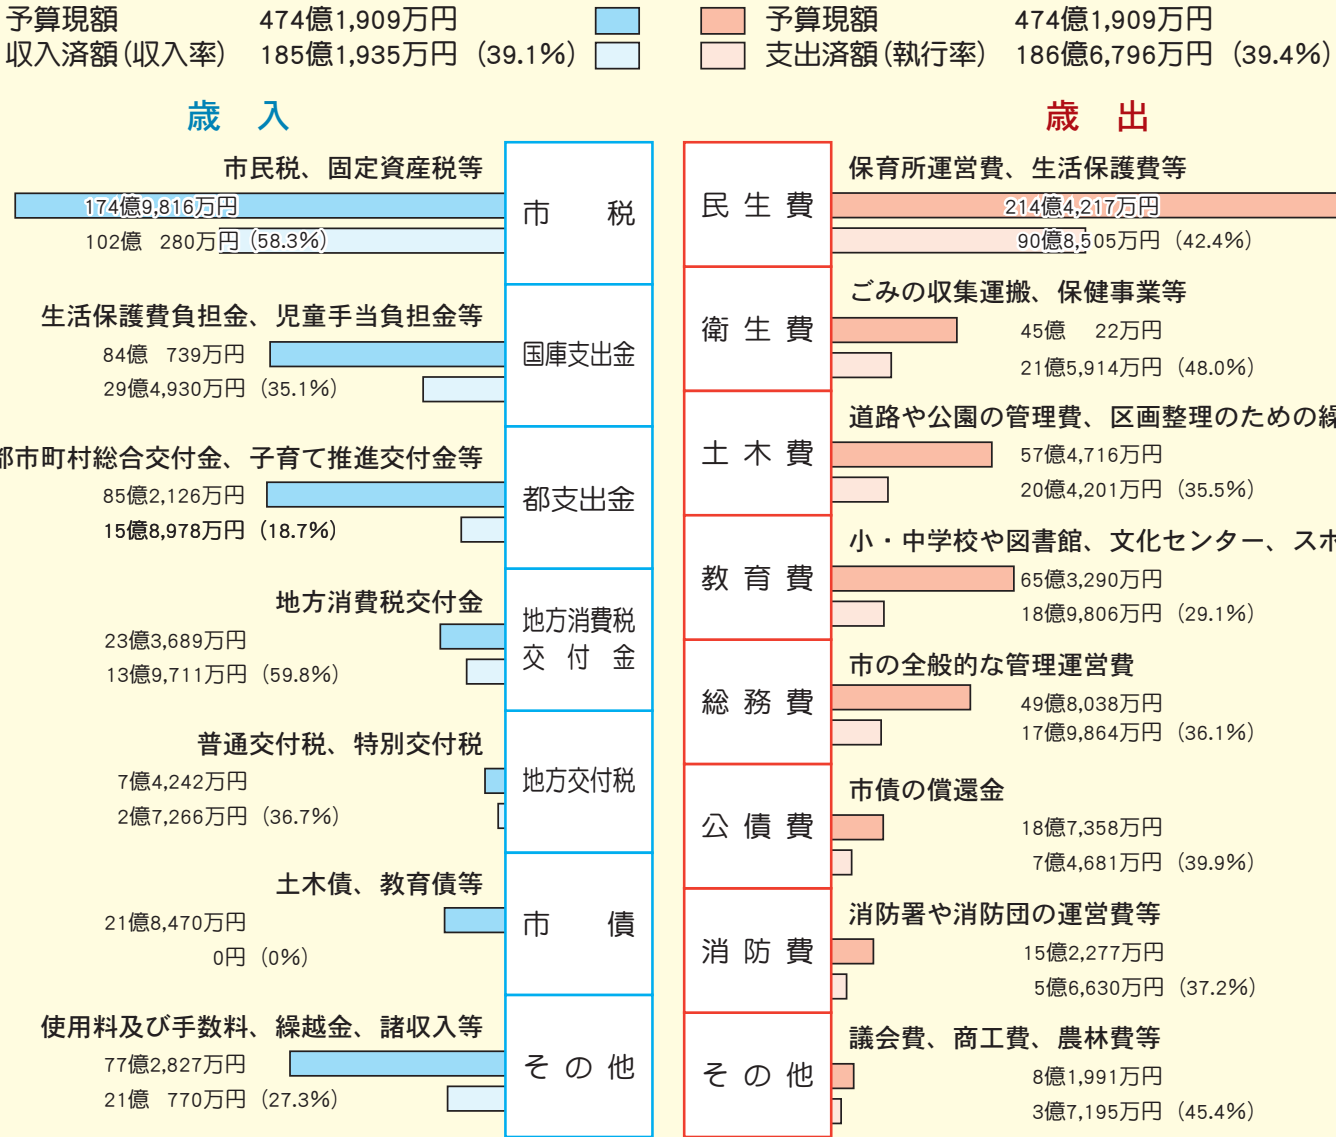 予算現額 474億1,909万円
収入済額(収入率) 185億1,935万円 (39.1%)
予算現額 474億1,909万円
支出済額(執行率) 186億6,796万円 (39.4%)
歳 入
市民税、固定資産税等
174億9,816万円
102億 280万円 (58.3%)
市 税
生活保護費負担金、児童手当負担金等
84億 739万円
29億4,930万円 (35.1%)
国庫支出金
都市町村総合交付金、子育て推進交付金等
85億2,126万円
15億8,978万円 (18.7%)
都支出金
地方消費税交付金
23億3,689万円
13億9,711万円 (59.8%)
地方消費税
交 付 金
普通交付税、特別交付税
7億4,242万円
2億7,266万円 (36.7%)
地方交付税
土木債、教育債等
21億8,470万円
0円 (0%)
市 債
使用料及び手数料、繰越金、諸収入等
77億2,827万円
21億 770万円 (27.3%)
そ の 他
歳 出
民 生 費
保育所運営費、生活保護費等
214億4,217万円
90億8,505万円 (42.4%)
衛 生 費
ごみの収集運搬、保健事業等
45億 22万円
21億5,914万円 (48.0%)
土 木 費
道路や公園の管理費、区画整理のための繰
57億4,716万円
20億4,201万円 (35.5%)
教 育 費
小・中学校や図書館、文化センター、スポ
65億3,290万円
18億9,806万円 (29.1%)
総 務 費
市の全般的な管理運営費
49億8,038万円
17億9,864万円 (36.1%)
公 債 費
市債の償還金
18億7,358万円
7億4,681万円 (39.9%)
消 防 費
消防署や消防団の運営費等
15億2,277万円
5億6,630万円 (37.2%)
そ の 他
議会費、商工費、農林費等
8億1,991万円
3億7,195万円 (45.4%)